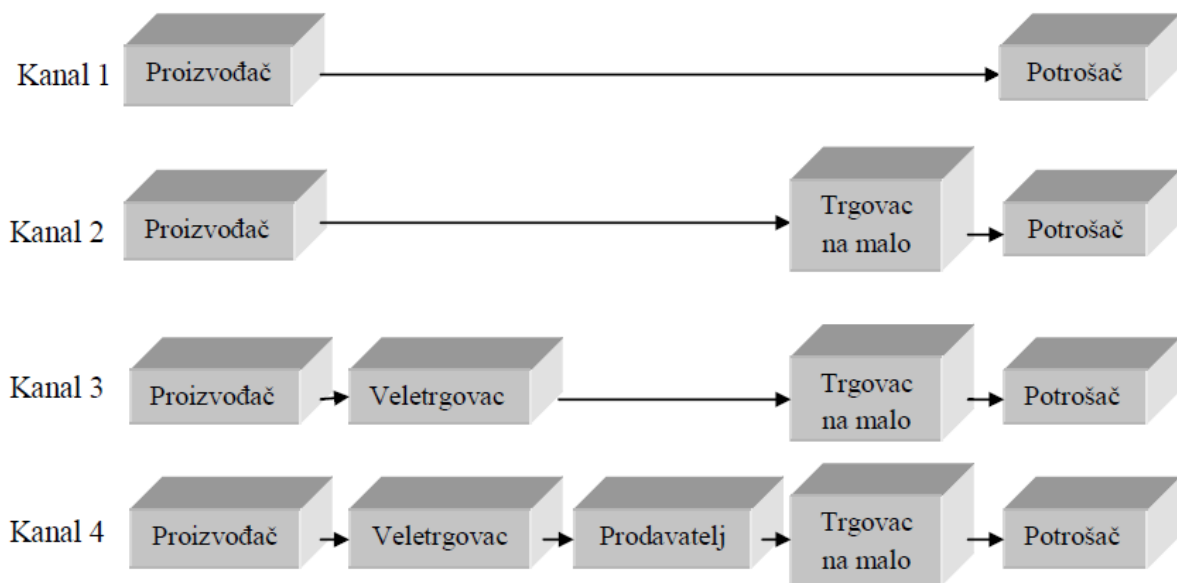 Kanal 1
Proizvođač
Potrošač
Kanal 2
Proizvođač
Trgovac
na malo
Potrošač
Kanal 3
Proizvođač
Veletrgovac
Trgovac
na malo
Potrošač
Kanal 4
Proizvođač
Veletrgovac
Prodavatelj
Trgovac
na malo
Potrošač